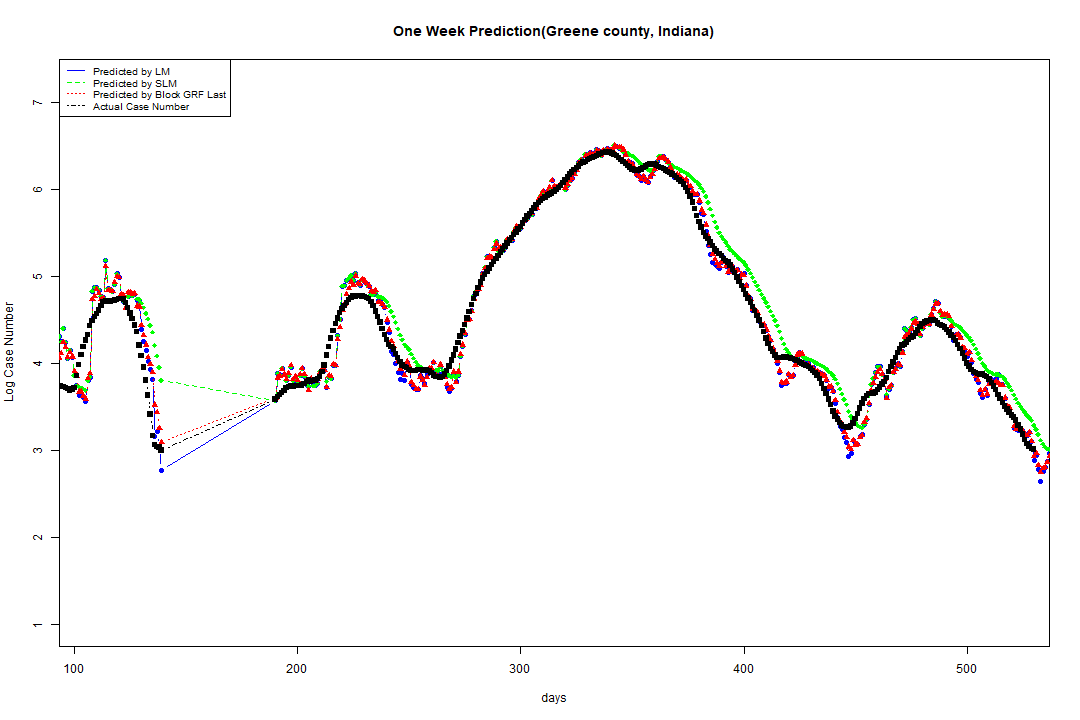 One Week Prediction(Greene county, Indiana)
Predicted by LM
Predicted by SLM
Predicted by Block GRF Last
Actual Case Number
7
6
5
4
3
2
1
Log Case Number
100 200 300 400 500
days